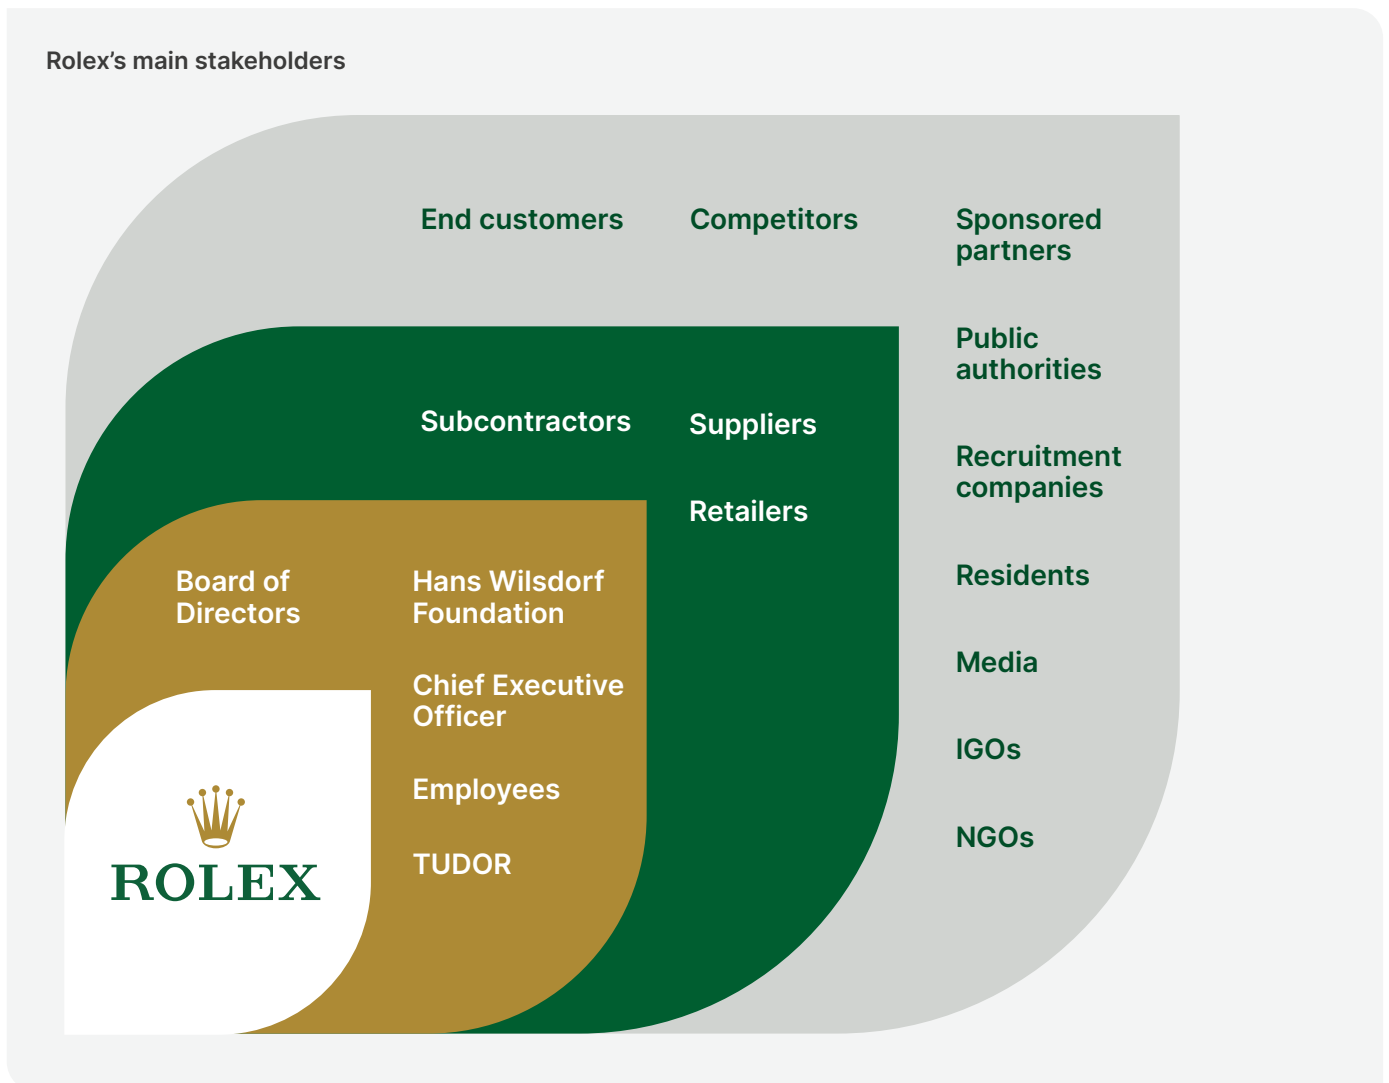 Rolex’s main stakeholders
End customers
Competitors
Sponsored
partners
Public
authorities
Recruitment
companies
Residents
Media
IGOs
NGOs
Subcontractors
Suppliers
Retailers
Board of
Directors
Hans Wilsdorf
Foundation
Chief Executive
Officer
Employees
TUDOR
ROLEX